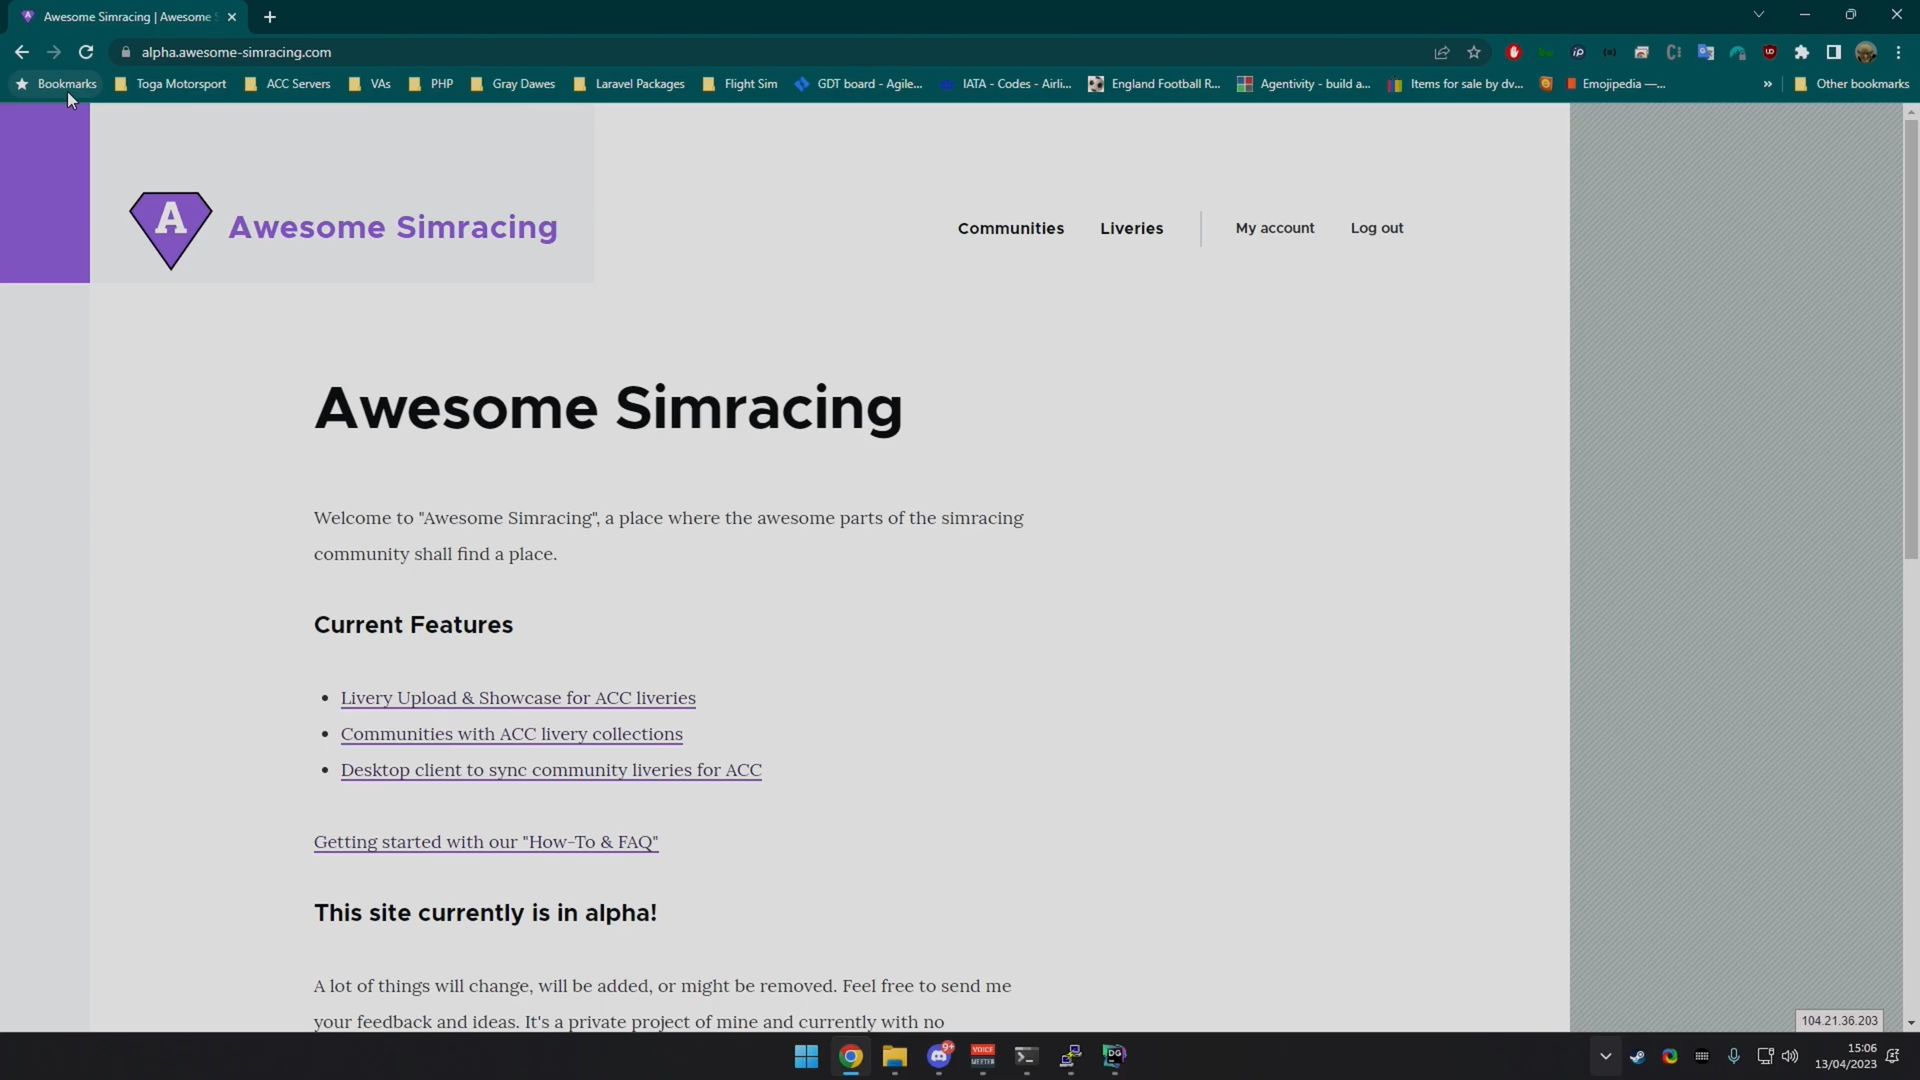 Awesome Simracing | Awesome S
alpha.awesome-simracing.com
Bookmarks
Toga Motorsport
ACC Servers
VAs
PHP
Gray Dawes
Laravel Packages
Flight Sim
GDT board - Agile...
IATA - Codes - Airli...
England Football R...
Agentivity - build a...
Items for sale by dv...
Emojipedia —...
Other bookmarks
A
Awesome Simracing
Communities
Liveries
My account
Log out
Awesome Simracing
Welcome to "Awesome Simracing", a place where the awesome parts of the simracing
community shall find a place.
Current Features
Livery Upload & Showcase for ACC liveries
Communities with ACC livery collections
Desktop client to sync community liveries for ACC
Getting started with our "How-To & FAQ"
This site currently is in alpha!
A lot of things will change, will be added, or might be removed. Feel free to send me
your feedback and ideas. It's a private project of mine and currently with no
104.21.36.203
9+
VOICE
MEETER
DG
15:06
13/04/2023